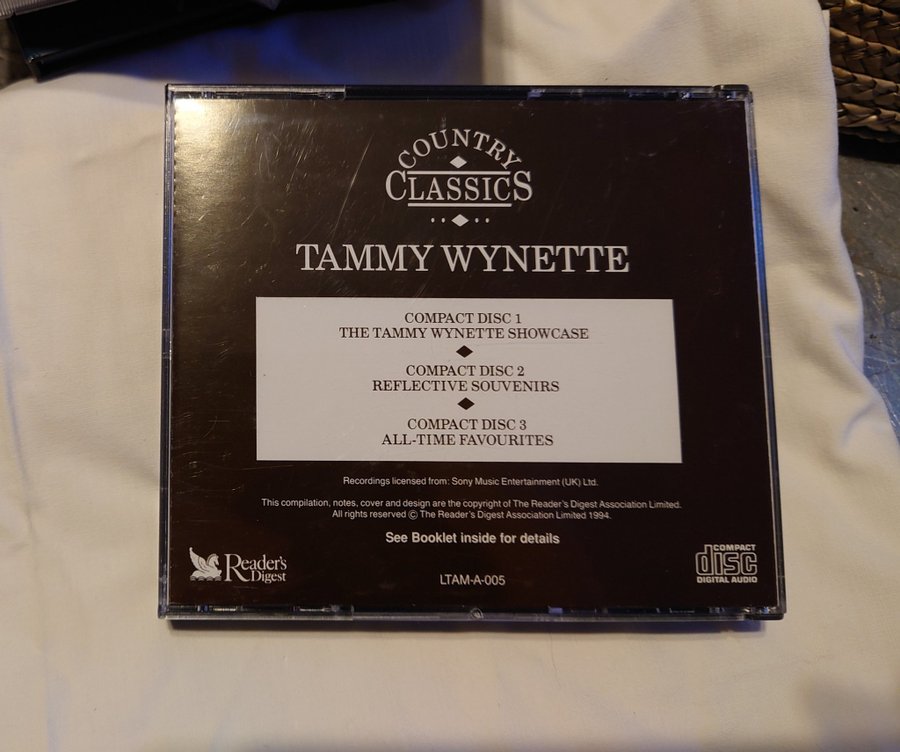 COUNTRY
CLASSICS
TAMMY WYNETTE
COMPACT DISC 1
THE TAMMY WYNETTE SHOWCASE
COMPACT DISC 2
REFLECTIVE SOUVENIRS
COMPACT DISC 3
ALL-TIME FAVOURITES
Recordings licensed from: Sony Music Entertainment (UK) Ltd.
This compilation, notes, cover and design are the copyright of The Reader's Digest Association Limited.
All rights reserved © The Reader's Digest Association Limited 1994.
See Booklet inside for details
Reader's
Digest
LTAM-A-005
COMPACT
disc
DIGITAL AUDIO